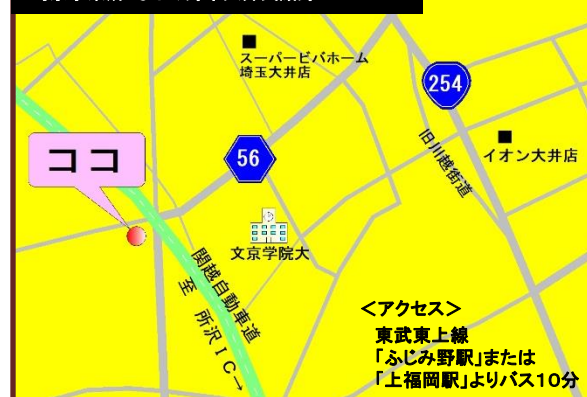 スーパービバホーム
埼玉大井店
254
旧川越街道
イオン大井店
ココ
56
文京学院大
関越自動車道
至 所沢IC→
＜アクセス＞
東武東上線
「ふじみ野駅」または
「上福岡駅」よりバス10分